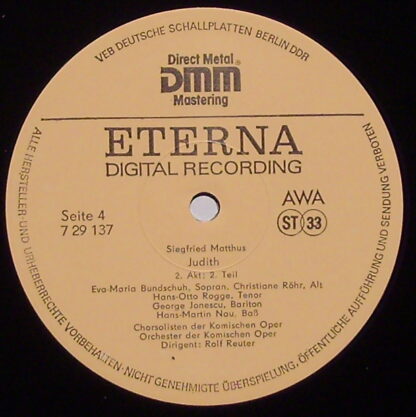 VEB DEUTSCHE SCHALLPLATTEN BERLIN DDR
Direct Metal
DMM
Mastering
ETERNA
DIGITAL RECORDING
Seite 4
7 29 137
AWA
ST 33
Siegfried Matthus
Judith
2. Akt: 2. Teil
Eva-Maria Bundschuh, Sopran, Christiane Röhr, Alt
Hans-Otto Rogge, Tenor
George Jonescu, Bariton
Hans-Martin Nau, Baß
Chorsolisten der Komischen Oper
Orchester der Komischen Oper
Dirigent: Rolf Reuter
ALLE HERSTELLER- UND URHEBERRECHTE VORBEHALTEN·NICHT GENEHMIGTE ÜBERSPIELUNG, ÖFFENTLICHE AUFFÜHRUNG UND SENDUNG VERBOTEN